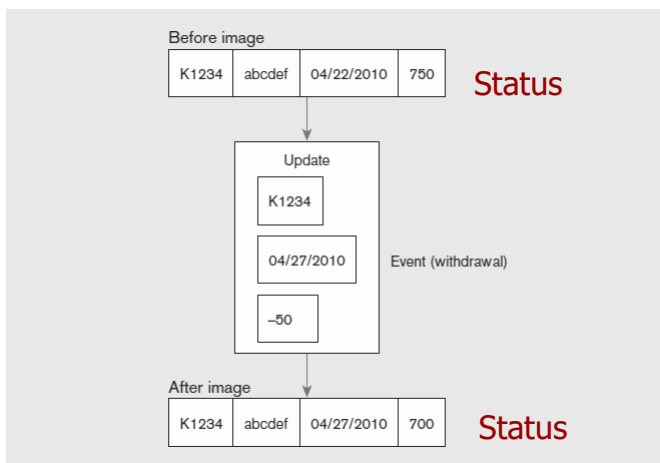 Before image
K1234 abcdef 04/22/2010 750 Status
Update
K1234
04/27/2010 Event (withdrawal)
–50
After image
K1234 abcdef 04/27/2010 700 Status